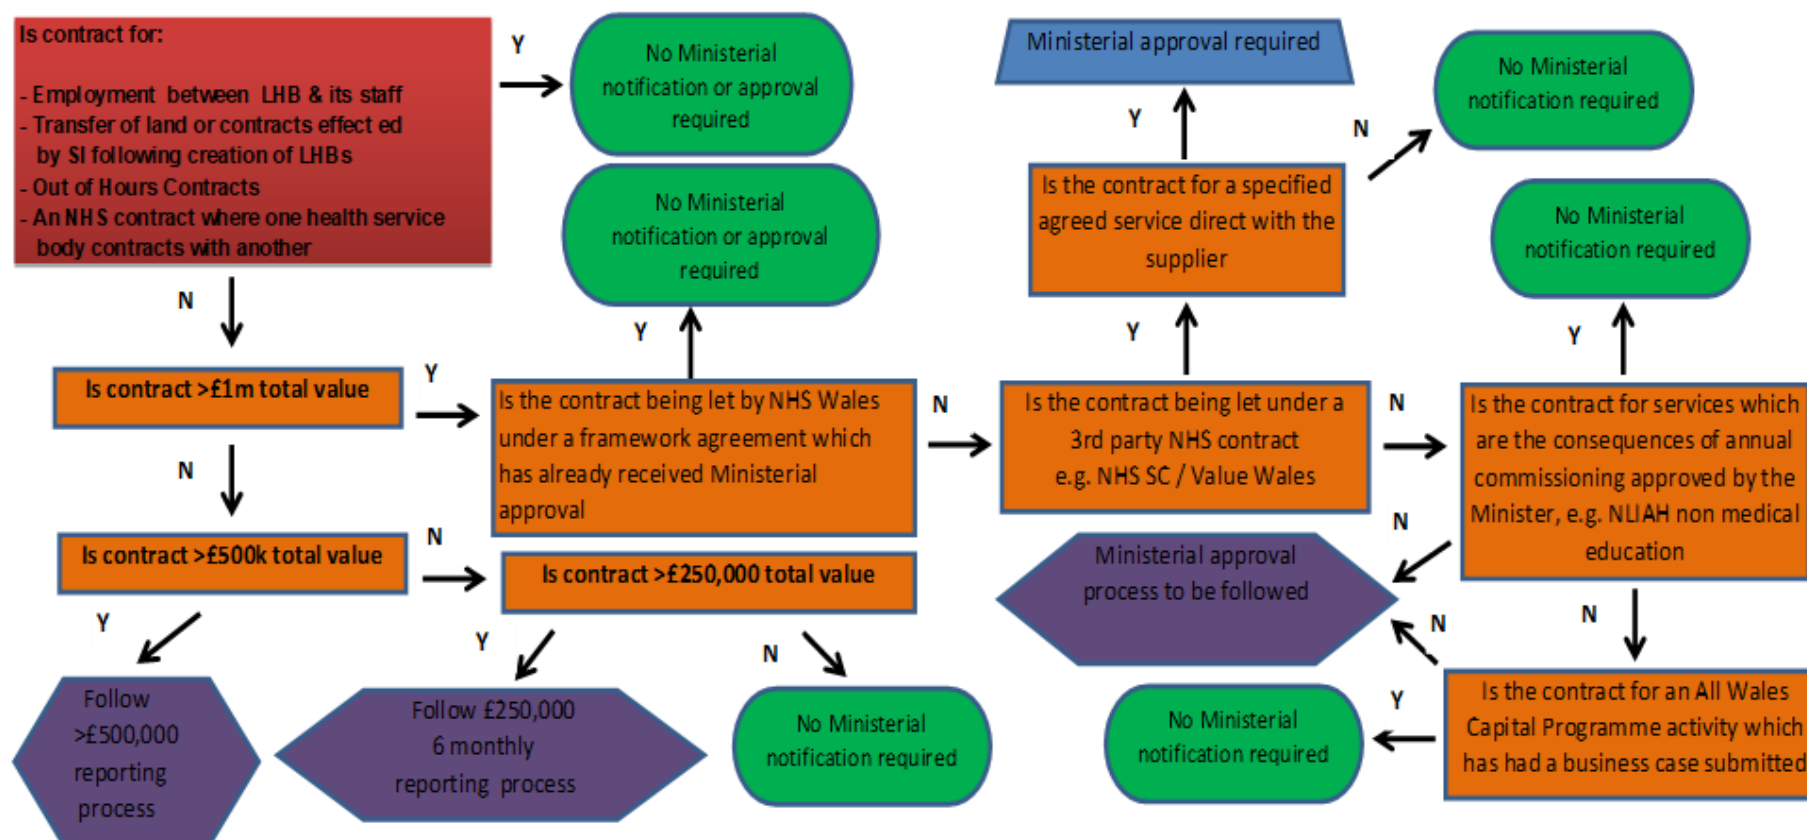 Is contract for:
- Employment between LHB & its staff
- Transfer of land or contracts effect ed
by SI following creation of LHBs
- Out of Hours Contracts
- An NHS contract where one health service
body contracts with another
Y
No Ministerial
notification or approval
required
N
No Ministerial
notification or approval
required
Y
Is contract >£1m total value
Y
Is the contract being let by NHS Wales
under a framework agreement which
has already received Ministerial
approval
N
N
Is contract >£500k total value
N
Is contract >£250,000 total value
Y
Follow
>£500,000
reporting
process
Y
Follow £250,000
6 monthly
reporting process
N
No Ministerial
notification required
Ministerial approval required
Y
N
No Ministerial
notification required
Is the contract for a specified
agreed service direct with the
supplier
Y
No Ministerial
notification required
Y
Is the contract being let under a
3rd party NHS contract
e.g. NHS SC / Value Wales
N
Is the contract for services which
are the consequences of annual
commissioning approved by the
Minister, e.g. NLIAH non medical
education
N
Ministerial approval
process to be followed
N
N
Is the contract for an All Wales
Capital Programme activity which
has had a business case submitted
Y
No Ministerial
notification required